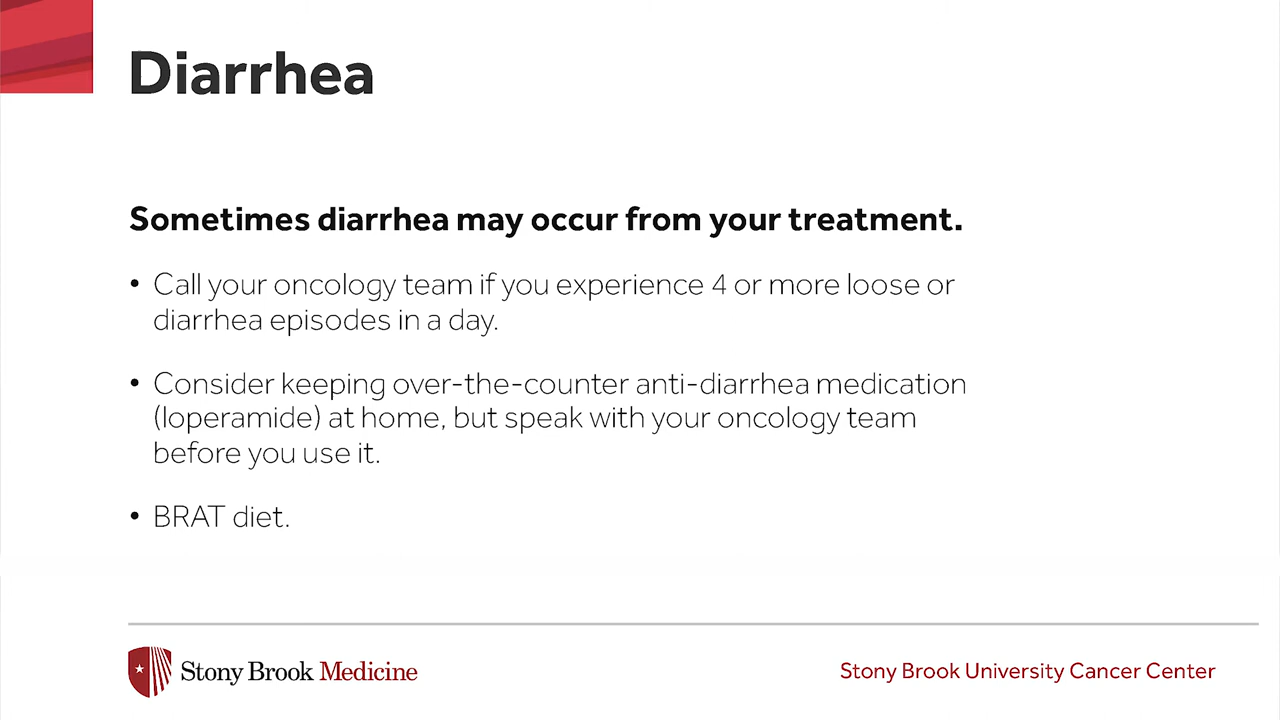 Diarrhea
Sometimes diarrhea may occur from your treatment.
• Call your oncology team if you experience 4 or more loose or
diarrhea episodes in a day.
• Consider keeping over-the-counter anti-diarrhea medication
(loperamide) at home, but speak with your oncology team
before you use it.
• BRAT diet.
Stony Brook Medicine
Stony Brook University Cancer Center